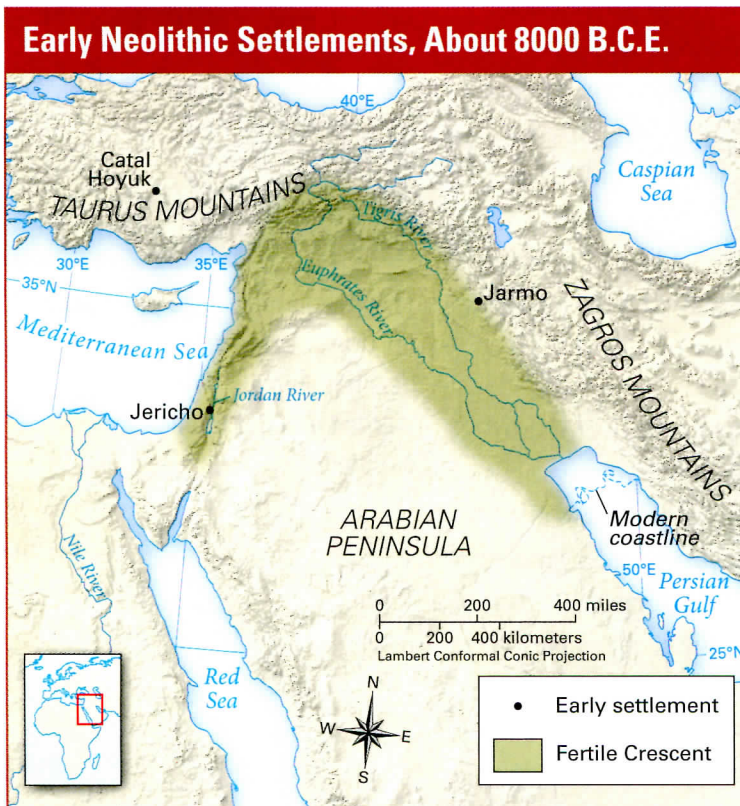 Early Neolithic Settlements, About 8000 B.C.E.
40°E
Catal
Hoyuk
Caspian
Sea
TAURUS MOUNTAINS
Tigris River
30°E
35°E
35°N
Euphrates River
Jarmo
ZAGROS MOUNTAINS
Mediterranean Sea
Jericho
Jordan River
ARABIAN
PENINSULA
Modern
coastline
Nile River
50°E
Persian
Gulf
0 200 400 miles
0 200 400 kilometers
Lambert Conformal Conic Projection
25°N
Red
Sea
N
W E
S
Early settlement
Fertile Crescent